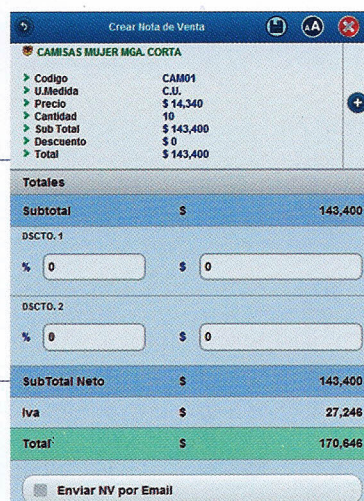 Crear Nota de Venta AA
CAMISAS MUJER MGA. CORTA
Codigo CAM01
U.Medida C.U.
Precio $ 14,340
Cantidad 10
Sub Total $ 143,400
Descuento $ 0
Total $ 143,400
Totales
Subtotal $ 143,400
DSCTO. 1
% 0 $ 0
DSCTO. 2
% 0 $ 0
SubTotal Neto $ 143,400
Iva $ 27,246
Total $ 170,646
Enviar NV por Email